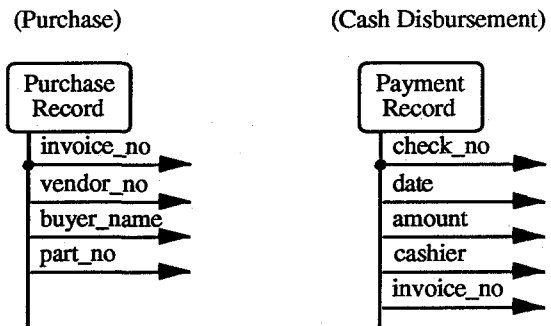 (Purchase)
Purchase
Record
invoice_no
vendor_no
buyer_name
part_no
(Cash Disbursement)
Payment
Record
check_no
date
amount
cashier
invoice_no